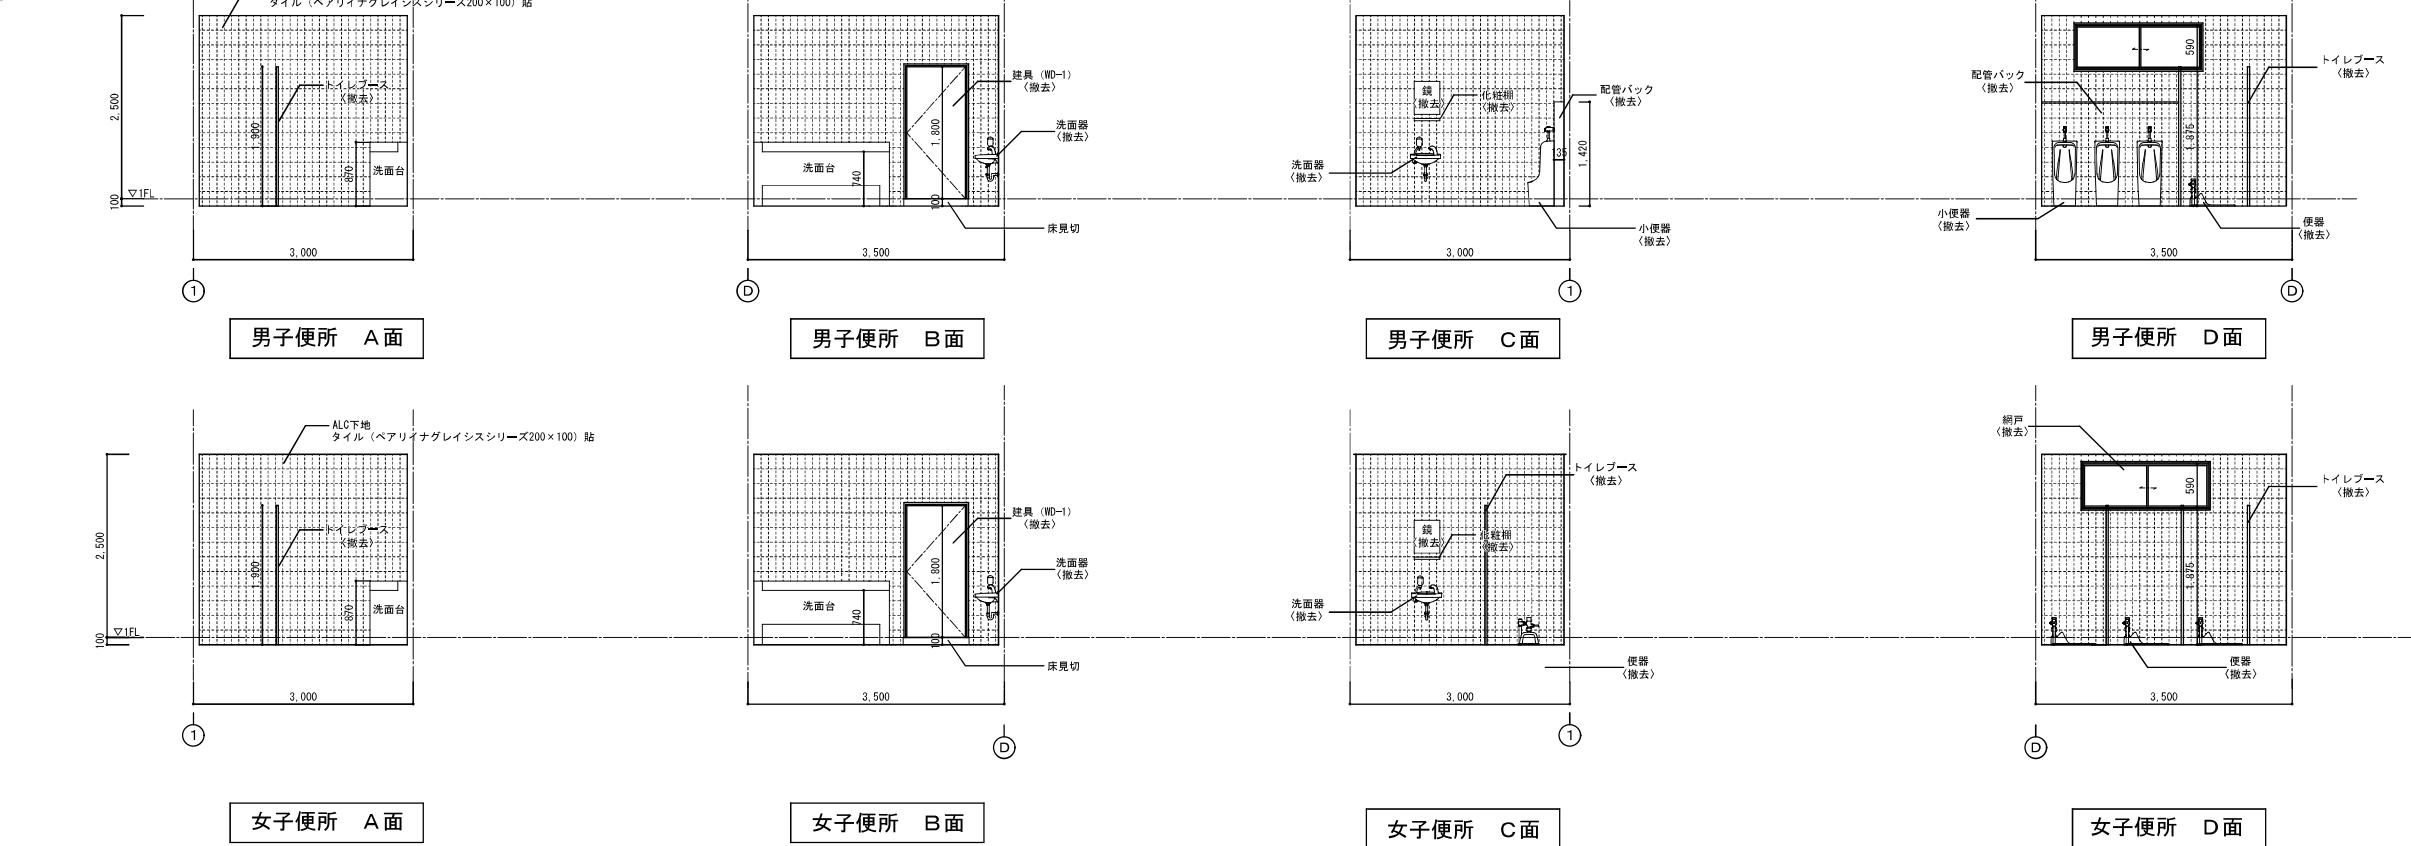 タイル（ペアリイナグレイシスシリーズ200×100）貼
2,500
100
▽1FL
トイレブース
〈撤去〉
1,900
870
洗面台
3,000
1
男子便所 A面
建具（WD-1）
〈撤去〉
洗面器
〈撤去〉
1,800
洗面台
740
100
床見切
3,500
D
男子便所 B面
鏡
〈撤去〉
化粧棚
〈撤去〉
配管バック
〈撤去〉
135
1,420
洗面器
〈撤去〉
小便器
〈撤去〉
3,000
1
男子便所 C面
590
トイレブース
〈撤去〉
配管バック
〈撤去〉
1,875
小便器
〈撤去〉
便器
〈撤去〉
3,500
D
男子便所 D面
ALC下地
タイル（ペアリイナグレイシスシリーズ200×100）貼
2,500
100
▽1FL
トイレブース
〈撤去〉
1,900
870
洗面台
3,000
1
女子便所 A面
建具（WD-1）
〈撤去〉
洗面器
〈撤去〉
1,800
洗面台
740
100
床見切
3,500
D
女子便所 B面
トイレブース
〈撤去〉
鏡
〈撤去〉
化粧棚
〈撤去〉
洗面器
〈撤去〉
便器
〈撤去〉
3,000
1
女子便所 C面
網戸
〈撤去〉
590
トイレブース
〈撤去〉
1,875
便器
〈撤去〉
3,500
D
女子便所 D面